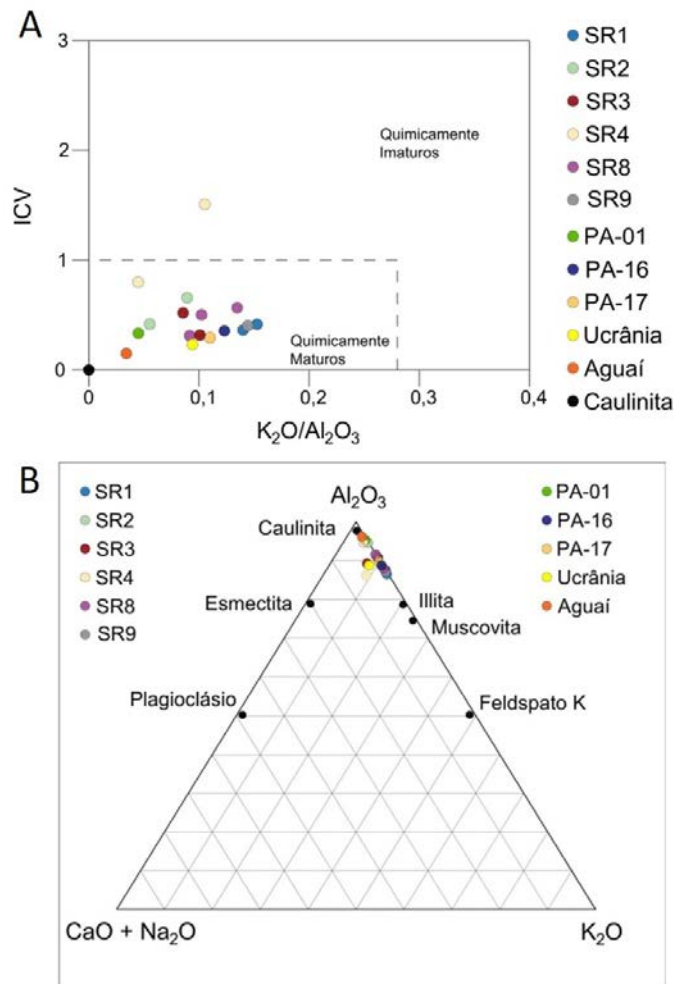 A
3
2
1
0
ICV
0
0,1
0,2
0,3
0,4
K₂O/Al₂O₃
Quimicamente
Imaturos
Quimicamente
Maturos
SR1
SR2
SR3
SR4
SR8
SR9
PA-01
PA-16
PA-17
Ucrânia
Aguaí
Caulinita
B
SR1
SR2
SR3
SR4
SR8
SR9
Al₂O₃
Caulinita
Esmectita
Plagioclásio
Illita
Muscovita
Feldspato K
CaO + Na₂O
K₂O
PA-01
PA-16
PA-17
Ucrânia
Aguaí